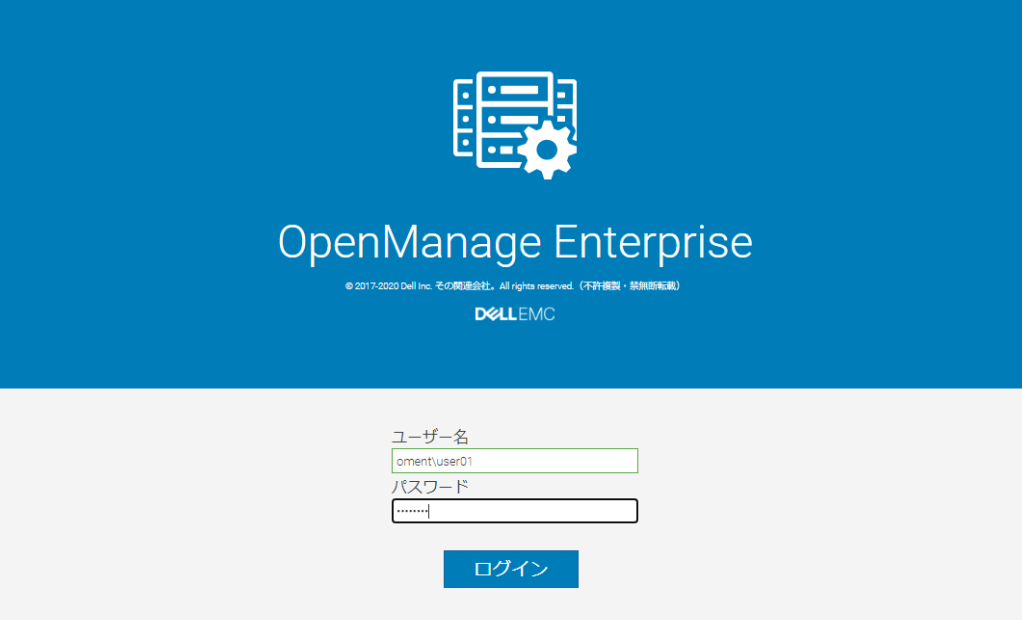 OpenManage Enterprise
© 2017-2020 Dell Inc. その関連会社。All rights reserved.（不許複製・禁無断転載）
DELLEMC
ユーザー名
oment\user01
パスワード
••••••••
ログイン